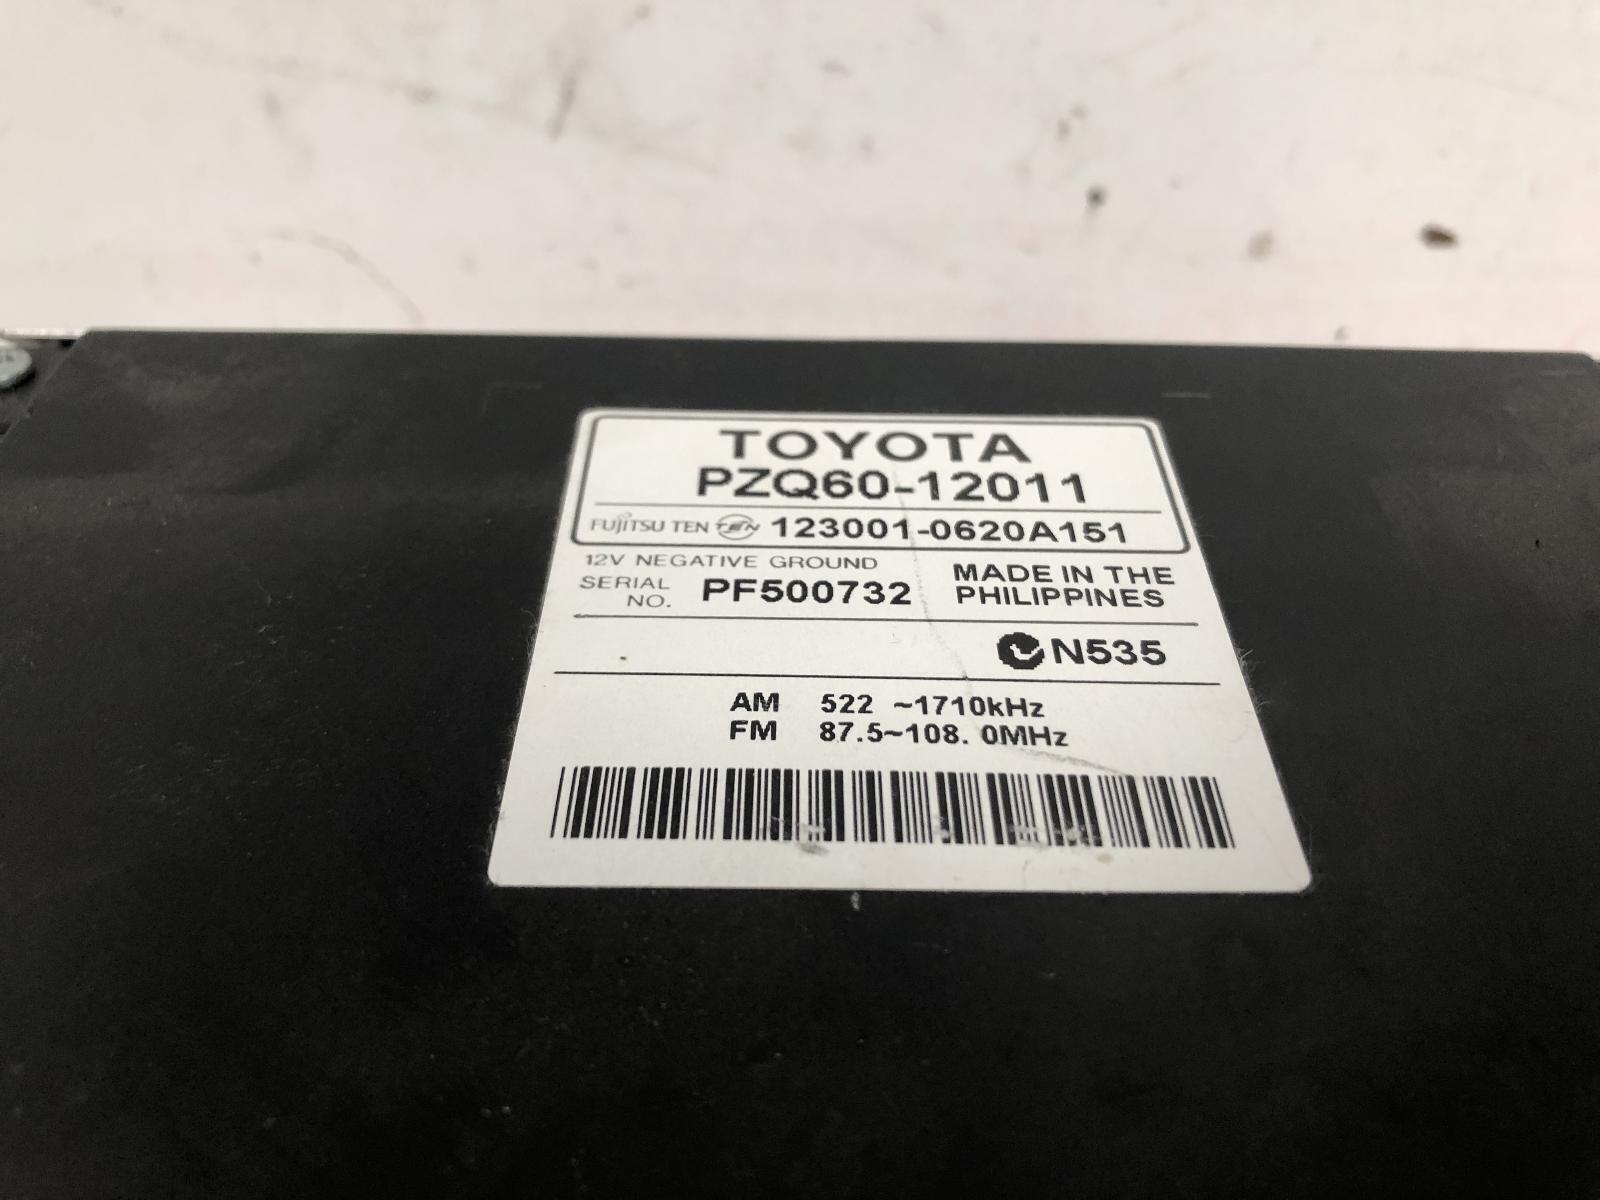 TOYOTA
PZQ60-12011
FUJITSU TEN TEN 123001-0620A151
12V NEGATIVE GROUND
SERIAL NO. PF500732
MADE IN THE PHILIPPINES
N535
AM 522 ~1710kHz
FM 87.5~108. 0MHz